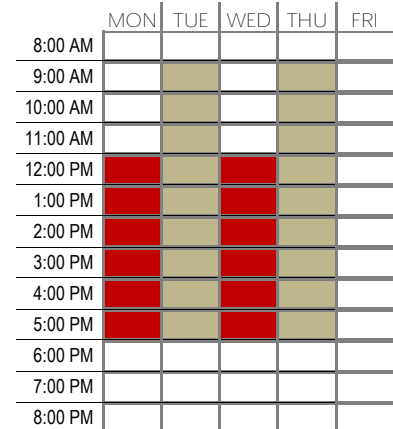 MON TUE WED THU FRI
8:00 AM
9:00 AM
10:00 AM
11:00 AM
12:00 PM
1:00 PM
2:00 PM
3:00 PM
4:00 PM
5:00 PM
6:00 PM
7:00 PM
8:00 PM